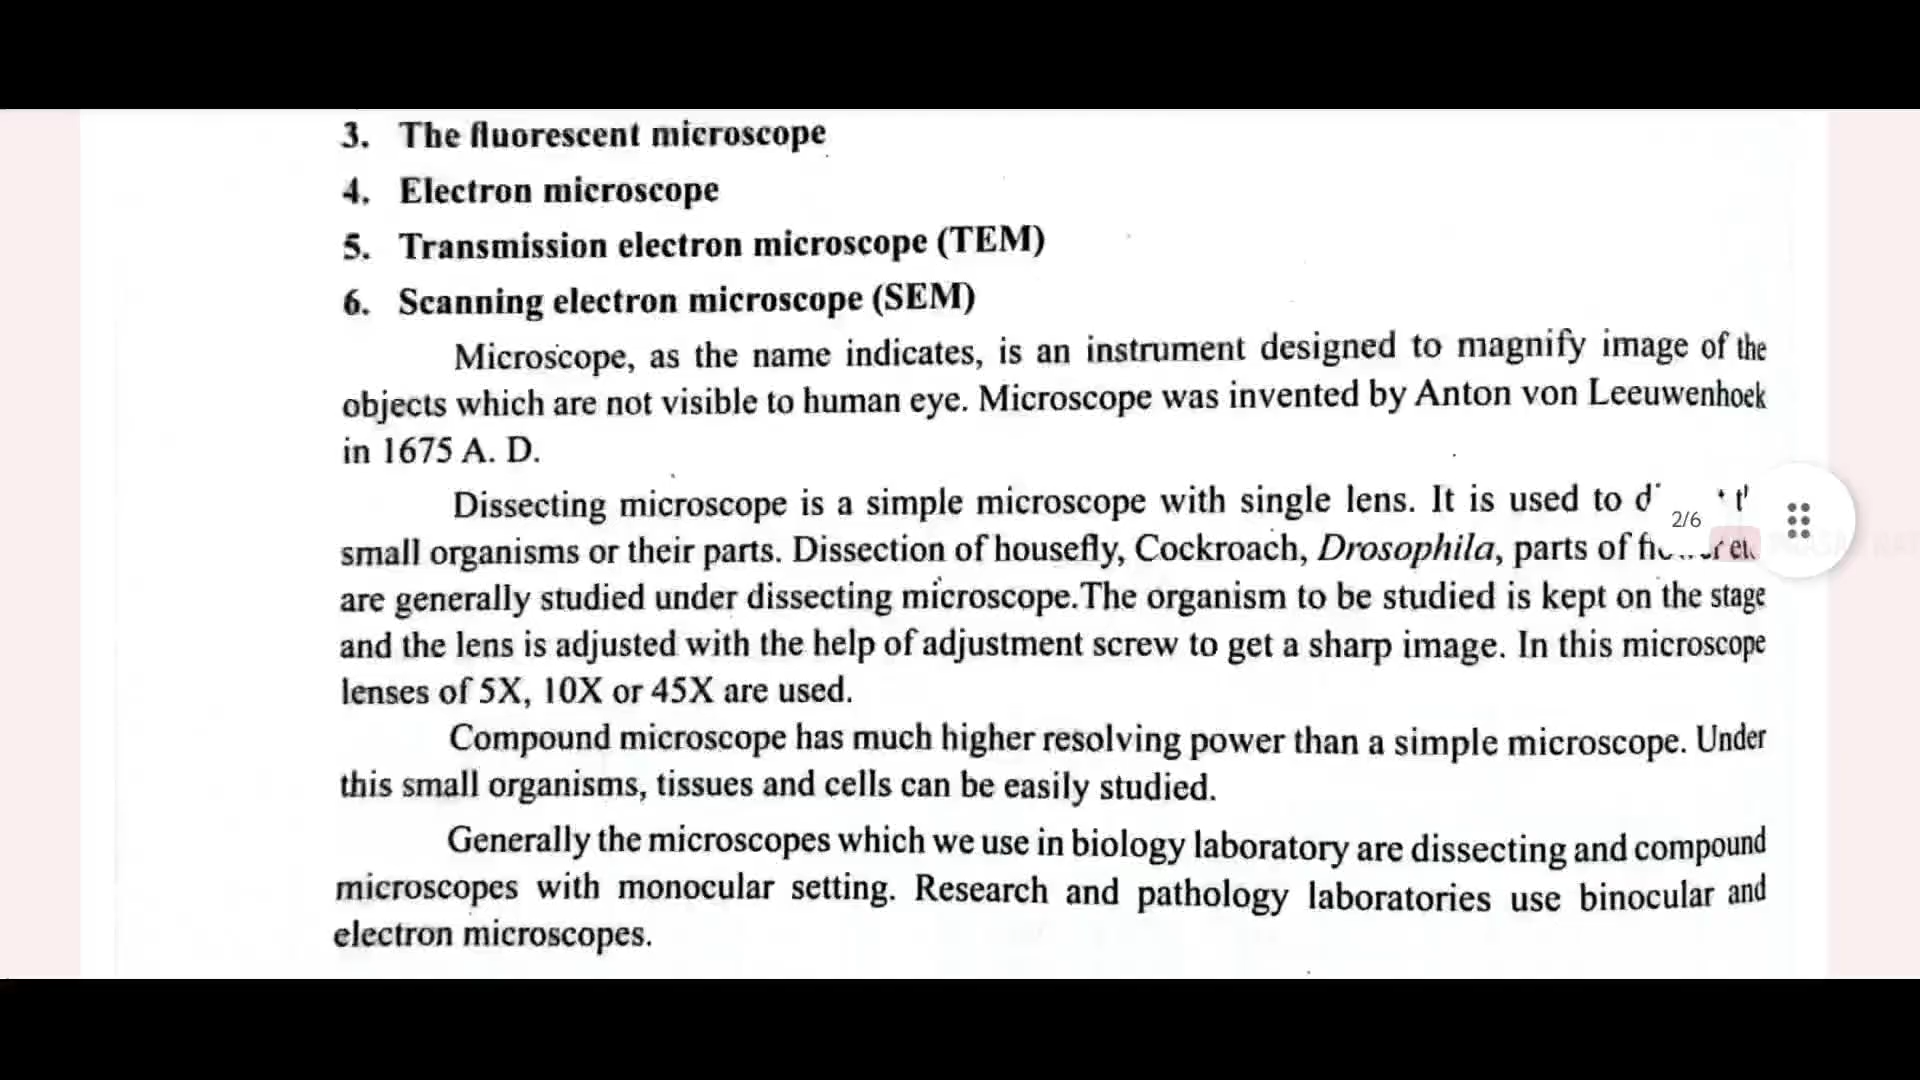 3. The fluorescent microscope
4. Electron microscope
5. Transmission electron microscope (TEM)
6. Scanning electron microscope (SEM)
Microscope, as the name indicates, is an instrument designed to magnify image of the
objects which are not visible to human eye. Microscope was invented by Anton von Leeuwenhoek
in 1675 A. D.
Dissecting microscope is a simple microscope with single lens. It is used to
2/6
small organisms or their parts. Dissection of housefly, Cockroach, Drosophila, parts of
are generally studied under dissecting microscope.The organism to be studied is kept on the stage
and the lens is adjusted with the help of adjustment screw to get a sharp image. In this microscope
lenses of 5X, 10X or 45X are used.
Compound microscope has much higher resolving power than a simple microscope. Under
this small organisms, tissues and cells can be easily studied.
Generally the microscopes which we use in biology laboratory are dissecting and compound
microscopes with monocular setting. Research and pathology laboratories use binocular and
electron microscopes.